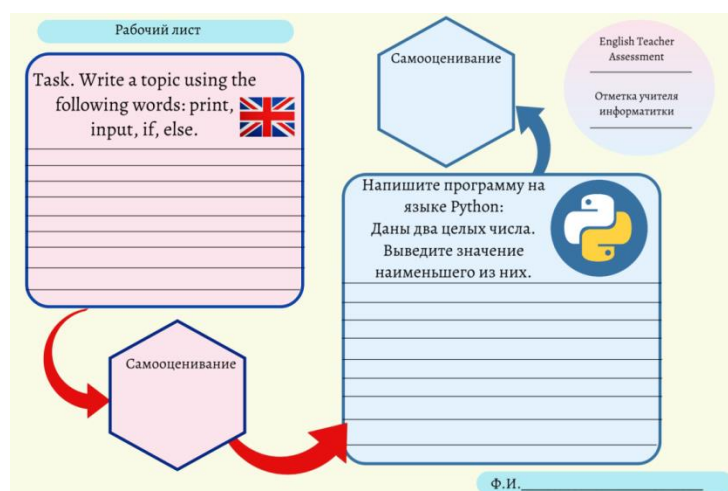 Рабочий лист
Task. Write a topic using the
following words: print,
input, if, else.
Самооценивание
Напишите программу на
языке Python:
Даны два целых числа.
Выведите значение
наименьшего из них.
Самооценивание
English Teacher
Assessment
Отметка учителя
информатитки
Ф.И.